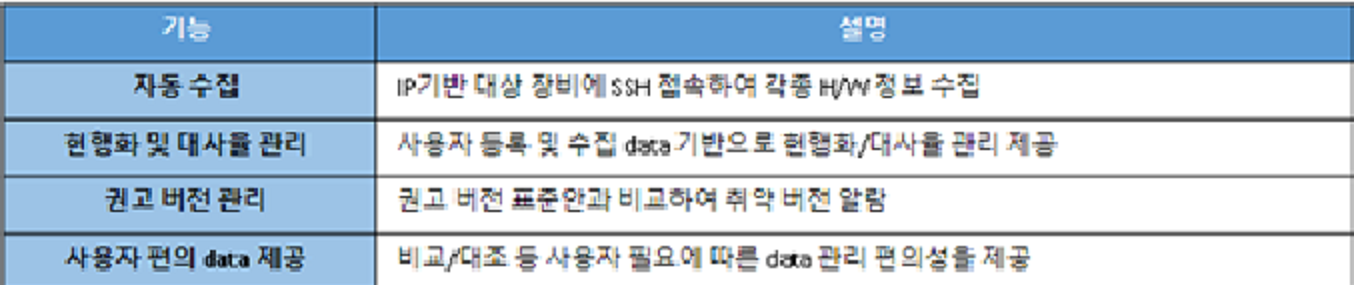 기능 설명
자동 수집 IP기반 대상 장비에 SSH 접속하여 각종 H/W 정보 수집
현행화 및 대사율 관리 사용자 등록 및 수집 data 기반으로 현행화/대사율 관리 제공
권고 버전 관리 권고 버전 표준안과 비교하여 취약 버전 알람
사용자 편의 data 제공 비교/대조 등 사용자 필요에 따른 data 관리 편의성을 제공